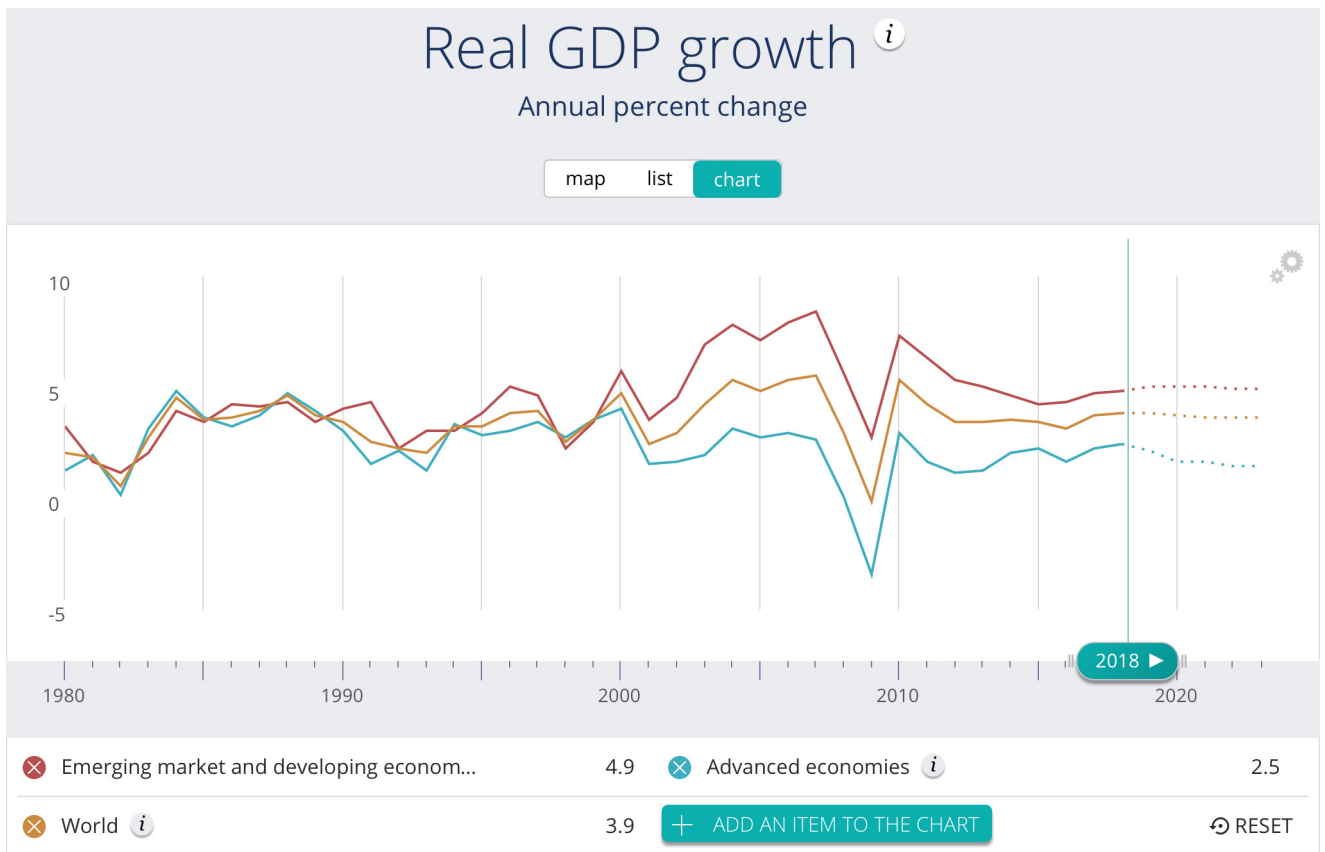 Real GDP growth i
Annual percent change
map list chart
10
5
0
-5
2018
1980 1990 2000 2010 2020
Emerging market and developing econom... 4.9 Advanced economies i 2.5
World i 3.9 + ADD AN ITEM TO THE CHART RESET